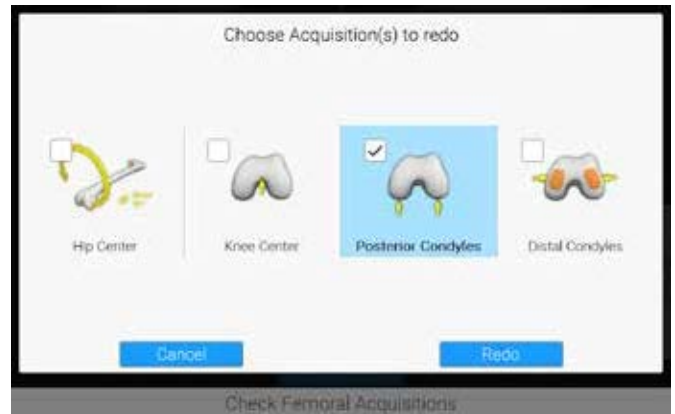 Choose Acquisition(s) to redo
Hip Center
Knee Center
Posterior Condyles
Distal Condyles
Cancel
Redo
Check Femoral Acquisitions